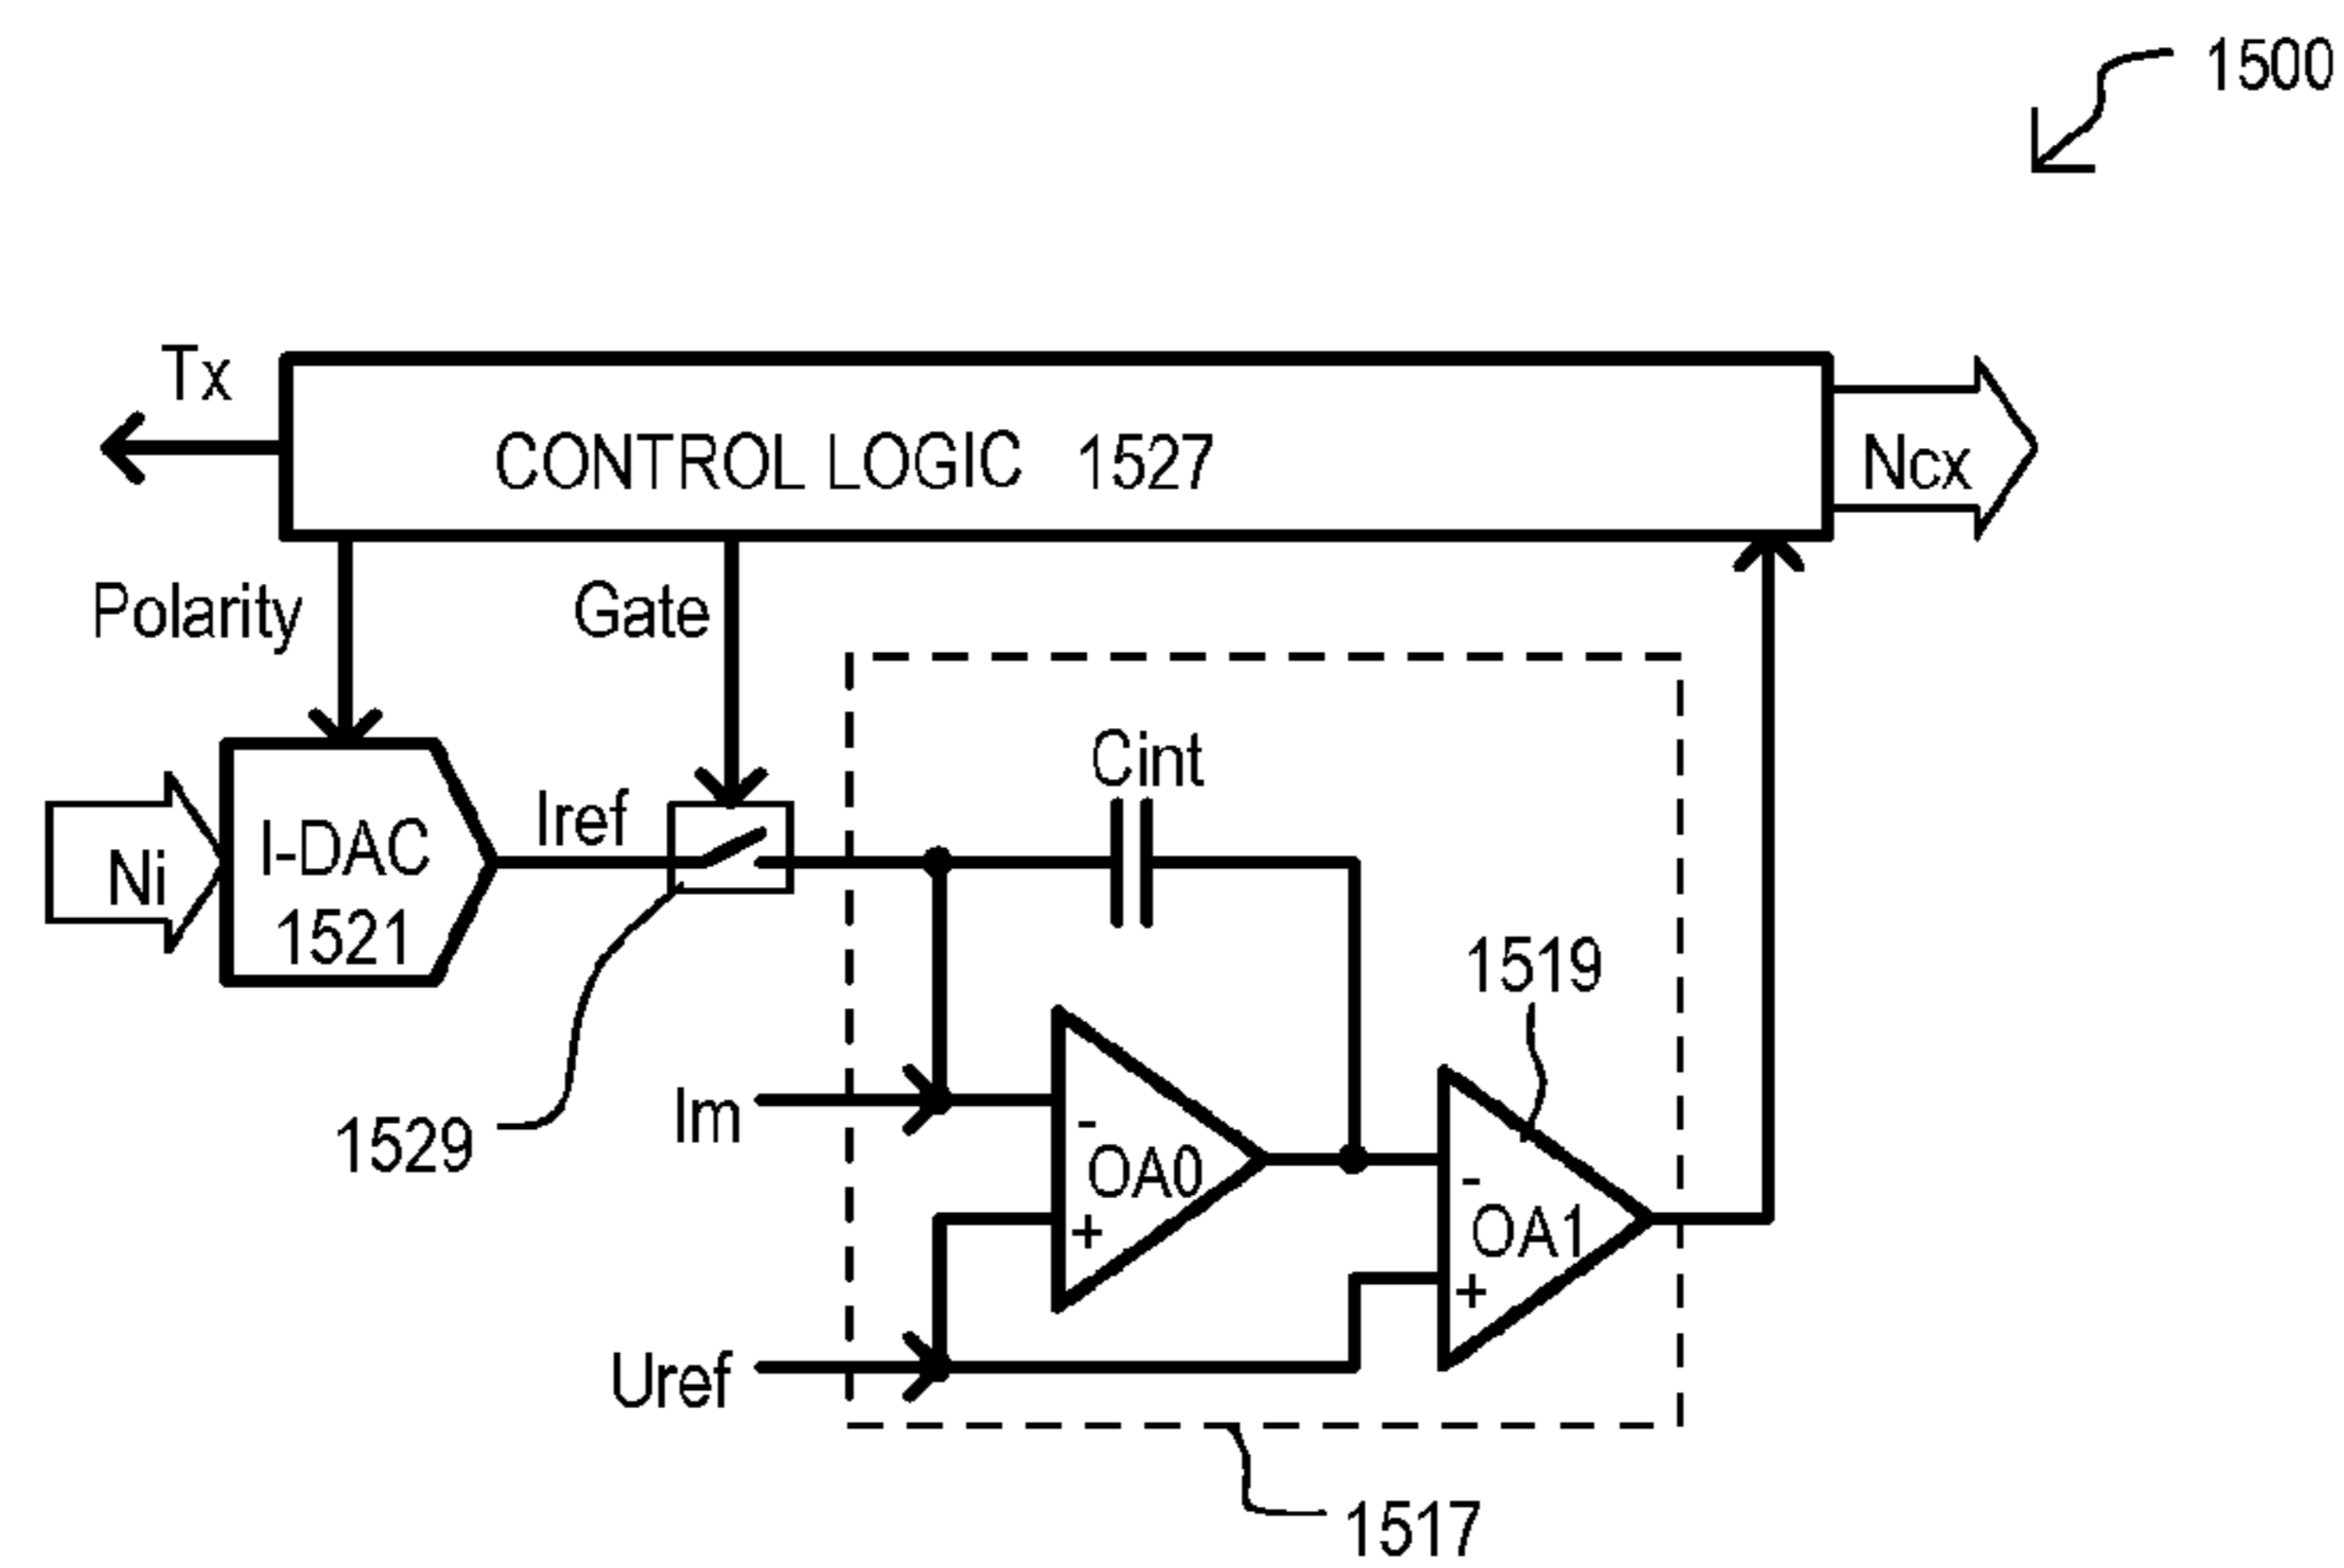 1500
Tx
CONTROL LOGIC 1527
Ncx
Polarity
Gate
Cint
Iref
I-DAC
1521
Ni
1519
Im
-
OA0
+
1529
-
OA1
+
Uref
1517